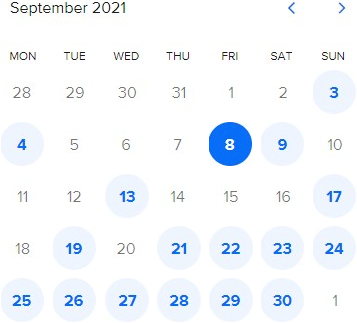 September 2021
MON TUE WED THU FRI SAT SUN
28 29 30 31 1 2 3
4 5 6 7 8 9 10
11 12 13 14 15 16 17
18 19 20 21 22 23 24
25 26 27 28 29 30 1